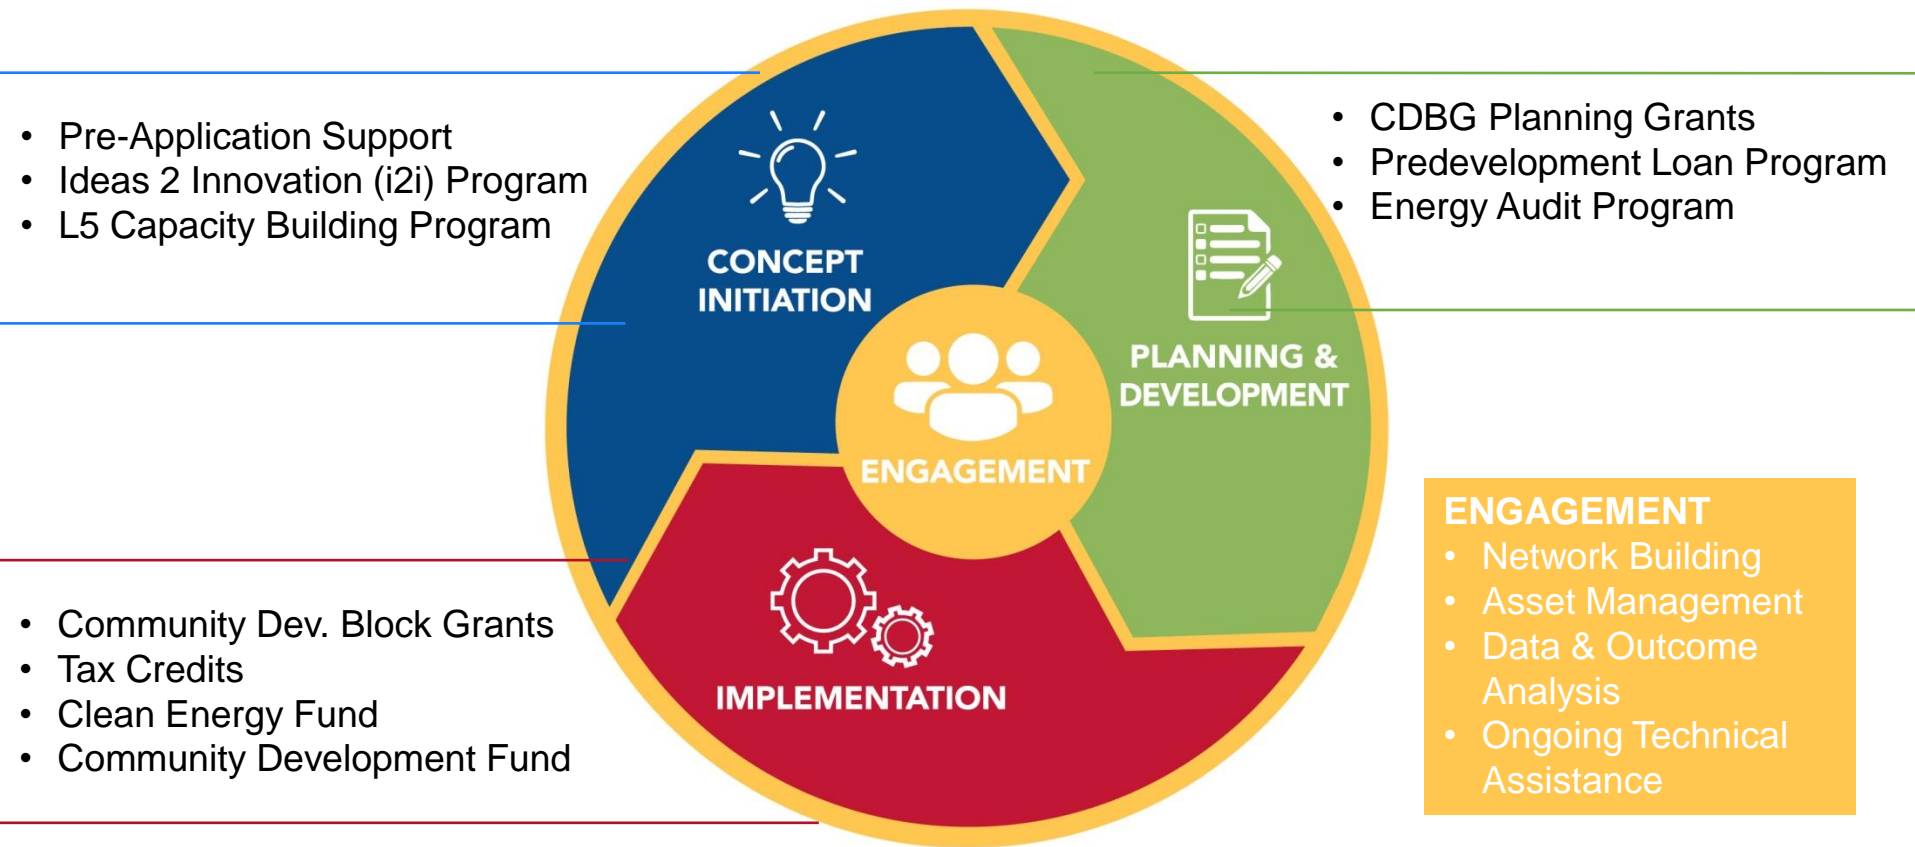 • Pre-Application Support
• Ideas 2 Innovation (i2i) Program
• L5 Capacity Building Program
CONCEPT
INITIATION
• CDBG Planning Grants
• Predevelopment Loan Program
• Energy Audit Program
PLANNING &
DEVELOPMENT
ENGAGEMENT
• Community Dev. Block Grants
• Tax Credits
• Clean Energy Fund
• Community Development Fund
IMPLEMENTATION
ENGAGEMENT
• Network Building
• Asset Management
• Data & Outcome
Analysis
• Ongoing Technical
Assistance